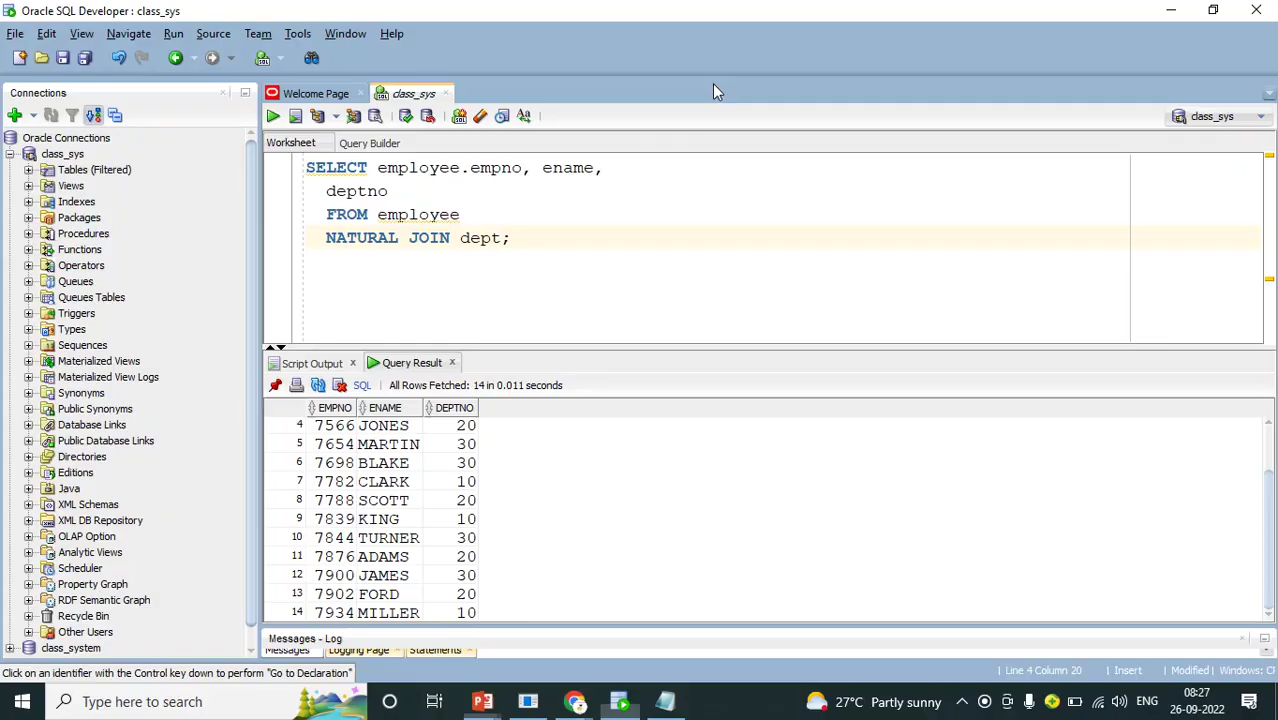 Oracle SQL Developer : class_sys
File Edit View Navigate Run Source Team Tools Window Help
Connections
Welcome Page
class_sys
class_sys
Worksheet
Query Builder
Oracle Connections
class_sys
Tables (Filtered)
Views
Indexes
Packages
Procedures
Functions
Operators
Queues
Queues Tables
Triggers
Types
Sequences
Materialized Views
Materialized View Logs
Synonyms
Public Synonyms
Database Links
Public Database Links
Directories
Editions
Java
XML Schemas
XML DB Repository
OLAP Option
Analytic Views
Scheduler
Property Graph
RDF Semantic Graph
Recycle Bin
Other Users
class_system
SELECT employee.empno, ename,
deptno
FROM employee
NATURAL JOIN dept;
Script Output
Query Result
SQL
All Rows Fetched: 14 in 0.011 seconds
EMPNO ENAME DEPTNO
4 7566 JONES 20
5 7654 MARTIN 30
6 7698 BLAKE 30
7 7782 CLARK 10
8 7788 SCOTT 20
9 7839 KING 10
10 7844 TURNER 30
11 7876 ADAMS 20
12 7900 JAMES 30
13 7902 FORD 20
14 7934 MILLER 10
Messages - Log
Messages Logging Page Statements
Click on an identifier with the Control key down to perform "Go to Declaration"
Line 4 Column 20 Insert Modified Windows: CF
Type here to search
27°C Partly sunny
ENG
08:27
26-09-2022